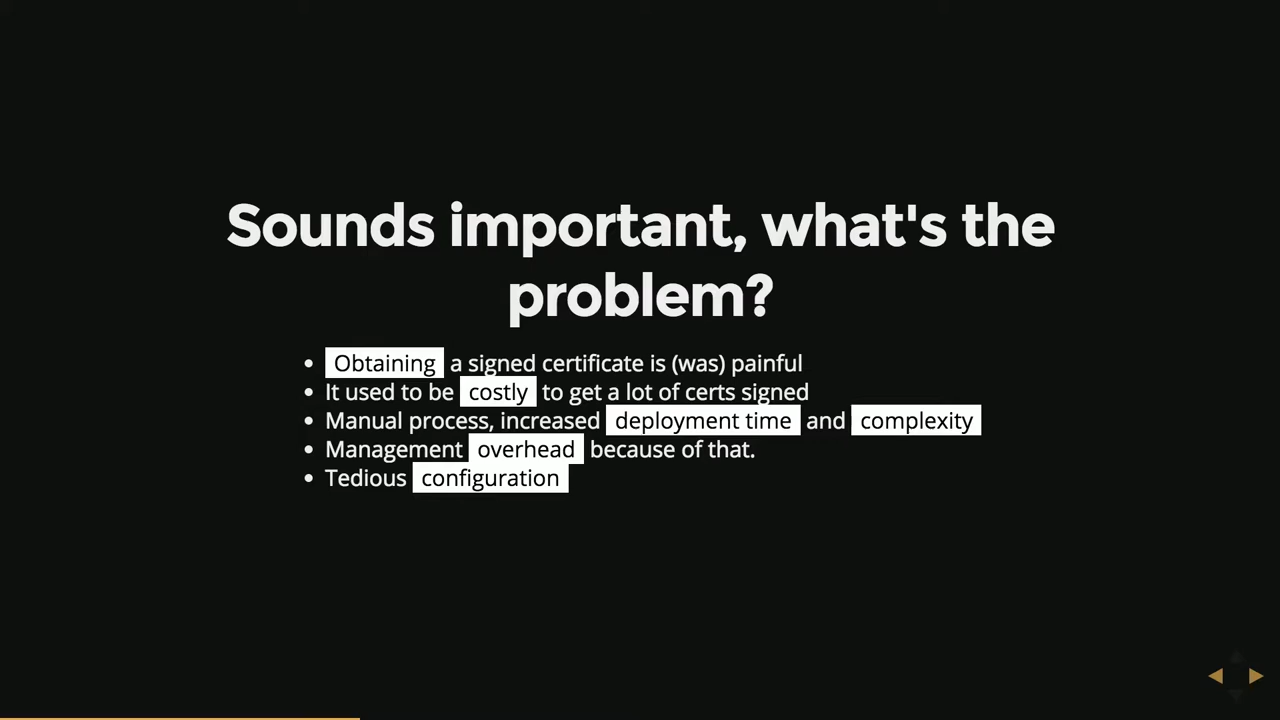 Sounds important, what's the
problem?
Obtaining a signed certificate is (was) painful
It used to be costly to get a lot of certs signed
Manual process, increased deployment time and complexity
Management overhead because of that.
Tedious configuration